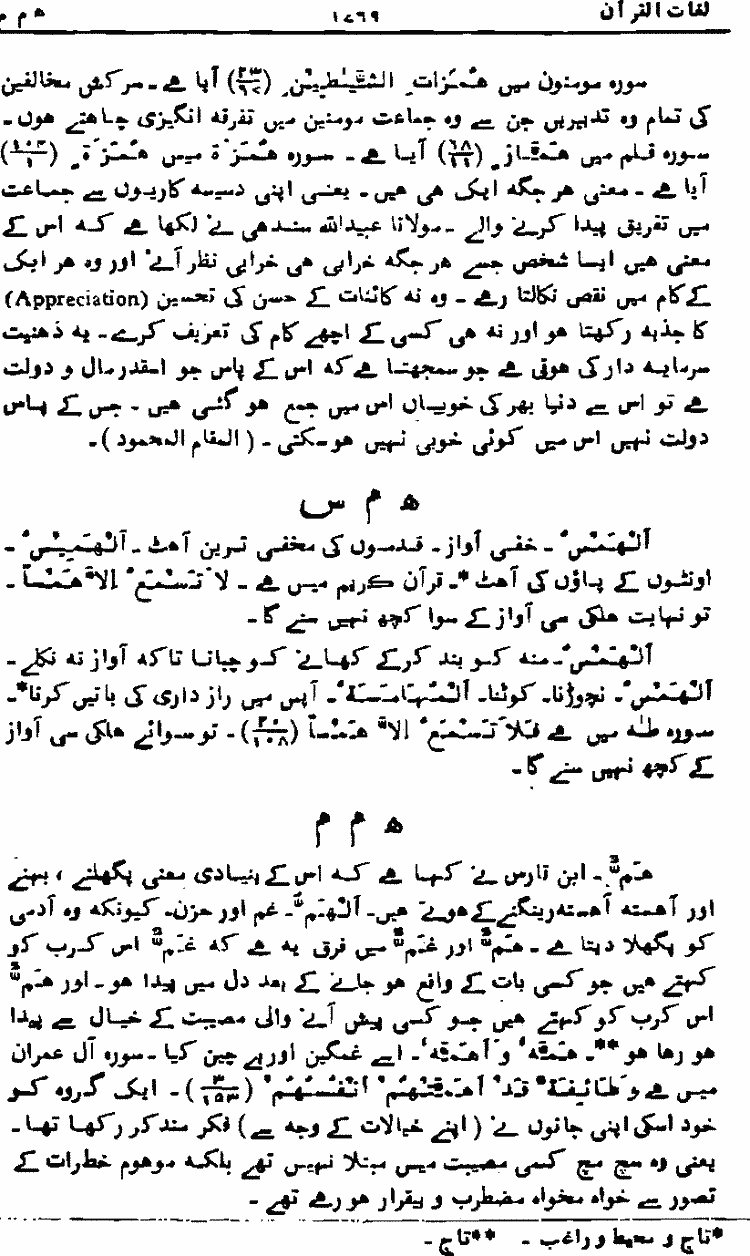 لغات القرآن ۱۷۶۹ ھ م م
سورہ مومنون میں ھَمَزَاتِ الشَّیٰطِیْنِ (۲۳/۹۷) آیا ہے۔ سرکش مخالفین
کی تمام وہ تدبیریں جن سے وہ جماعت مومنین میں تفرقہ انگیزی چاہتے ہوں۔
سورہ قلم میں ھَمَّازٍ (۶۸/۱۱) آیا ہے۔ سورہ ھُمَزَۃ میں ھُمَزَۃٍ (۱۰۴/۱)
آیا ہے۔ معنی ہر جگہ ایک ہی ہیں۔ یعنی اپنی دسیسہ کاریوں سے جماعت
میں تفریق پیدا کرنے والے۔ مولانا عبیداللہ سندھی نے لکھا ہے کہ اس کے
معنی ہیں ایسا شخص جسے ہر جگہ خرابی ہی خرابی نظر آئے اور وہ ہر ایک
کے کام میں نقص نکالتا رہے۔ وہ نہ کائنات کے حسن کی تحسین (Appreciation)
کا جذبہ رکھتا ہو اور نہ ہی کسی کے اچھے کام کی تعریف کرے۔ یہ ذہنیت
سرمایہ دار کی ہوتی ہے جو سمجھتا ہے کہ اس کے پاس جو اسقدر مال و دولت
ہے تو اس سے دنیا بھر کی خوبیاں اس میں جمع ہو گئی ہیں۔ جس کے پاس
دولت نہیں اس میں کوئی خوبی نہیں ہوسکتی۔ (المقام المحمود)۔
ھ م س
اَلْھَمْسُ۔ خفی آواز۔ قدموں کی مخفی ترین آہٹ۔ اَلْھَمِیْسُ۔
اونٹوں کے پاؤں کی آہٹ*۔ قرآن کریم میں ہے۔ لَا تَسْمَعُ اِلَّا ھَمْساً۔
تو نہایت ہلکی سی آواز کے سوا کچھ نہیں سنے گا۔
اَلْھَمْسُ۔ منہ کو بند کرکے کھانے کو چبانا تاکہ آواز نہ نکلے۔
اَلْھَمْسُ۔ نچوڑنا۔ کوٹنا۔ اَلْمُھَامَسَۃُ۔ آپس میں راز داری کی باتیں کرنا*۔
سورہ طٰہٰ میں ہے فَلَا تَسْمَعُ اِلَّا ھَمْساً (۲۰/۱۰۸)۔ تو سوائے ہلکی سی آواز
کے کچھ نہیں سنے گا۔
ھ م م
ھَمٌّ۔ ابن فارس نے کہا ہے کہ اس کے بنیادی معنی پگھلنے، بہنے
اور آہستہ آہستہ رینگنے کے ہوتے ہیں۔ اَلْھَمُّ۔ غم اور حزن۔ کیونکہ وہ آدمی
کو پگھلا دیتا ہے۔ ھَمٌّ اور غَمٌّ میں فرق یہ ہے کہ غَمٌّ اس کرب کو
کہتے ہیں جو کسی بات کے واقع ہو جانے کے بعد دل میں پیدا ہو۔ اور ھَمٌّ
اس کرب کو کہتے ہیں جو کسی پیش آنے والی مصیبت کے خیال سے پیدا
ہو رہا ہو**۔ ھَمَّہٗ وَ اَھَمَّہٗ۔ اسے غمگین اور بے چین کیا۔ سورہ آل عمران
میں ہے وَ طَائِفَۃٌ قَدْ اَھَمَّتْھُمْ اَنْفُسُھُمْ (۳/۱۵۳)۔ ایک گروہ کو
خود اسکی اپنی جانوں نے (اپنے خیالات کے وجہ سے) فکر مند کر رکھا تھا۔
یعنی وہ سچ مچ کسی مصیبت میں مبتلا نہیں تھے بلکہ موہوم خطرات کے
تصور سے خواہ مخواہ مضطرب و بیقرار ہو رہے تھے۔
*تاج و محیط و راغب۔ **تاج۔